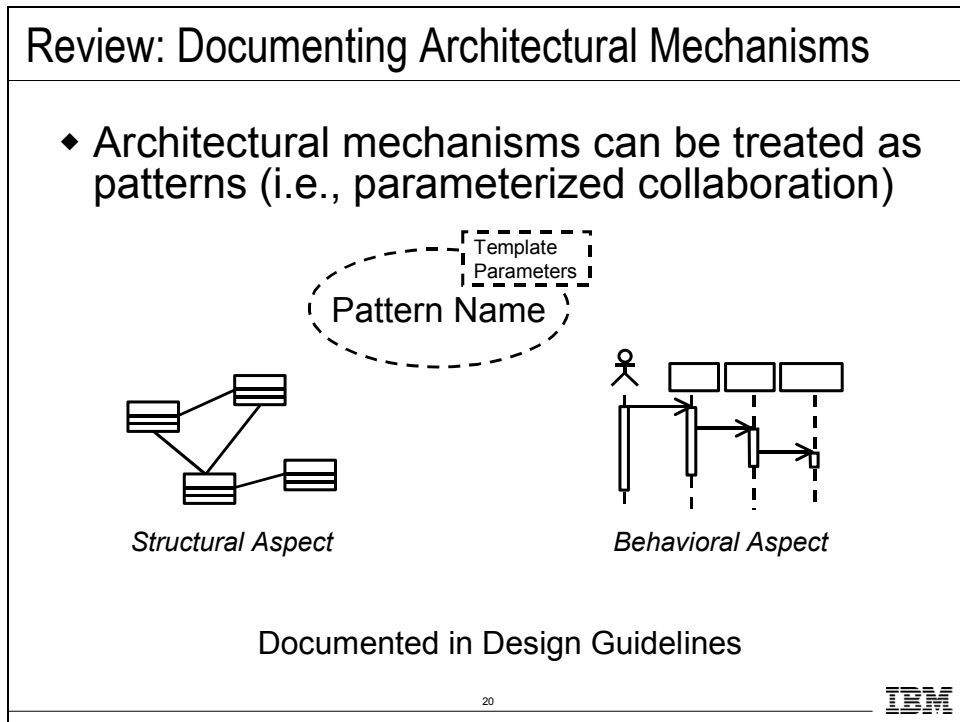 Review: Documenting Architectural Mechanisms
Architectural mechanisms can be treated as
patterns (i.e., parameterized collaboration)
Template
Parameters
Pattern Name
Structural Aspect
Behavioral Aspect
Documented in Design Guidelines
20
IBM